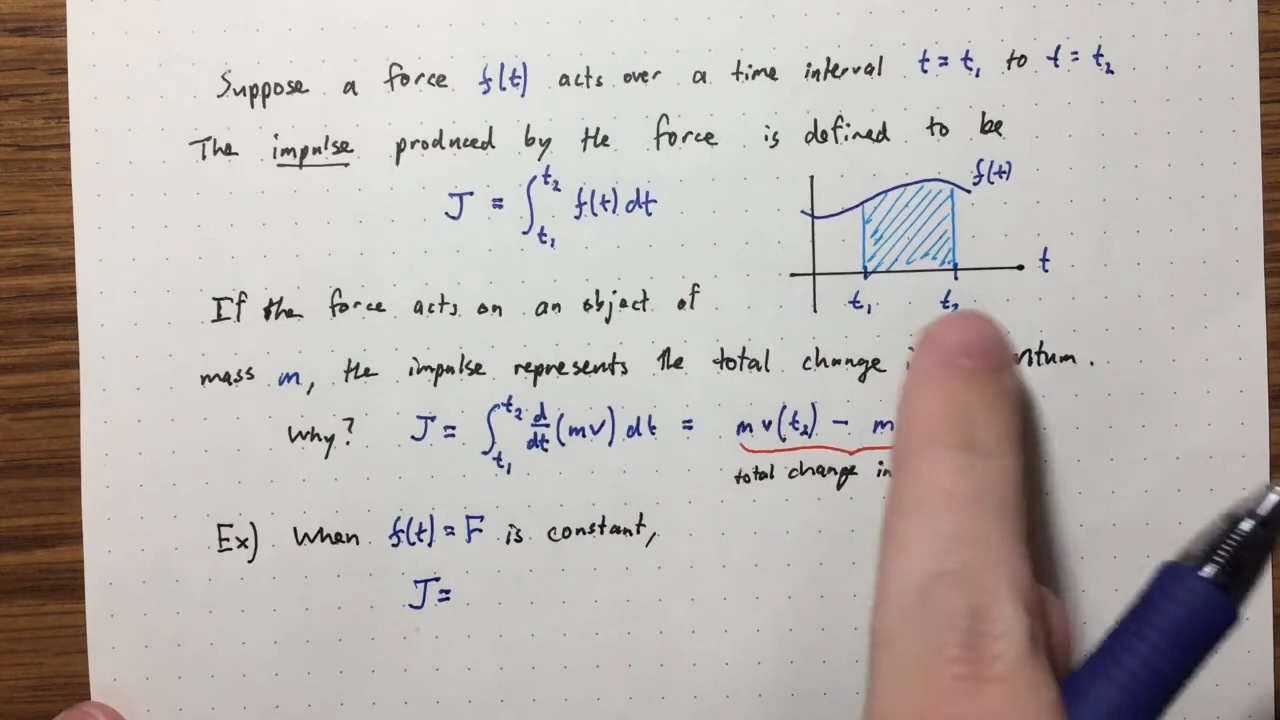 Suppose a force f(t) acts over a time interval t = t₁ to t = t₂
The impulse produced by the force is defined to be
J = ∫_{t₁}^{t₂} f(t) dt
f(t)
t
t₁ t₂
If the force acts on an object of
mass m, the impulse represents the total change
Why? J = ∫_{t₁}^{t₂} d/dt (mv) dt = m v(t₂) - m
total change in
Ex) When f(t) = F is constant,
J =